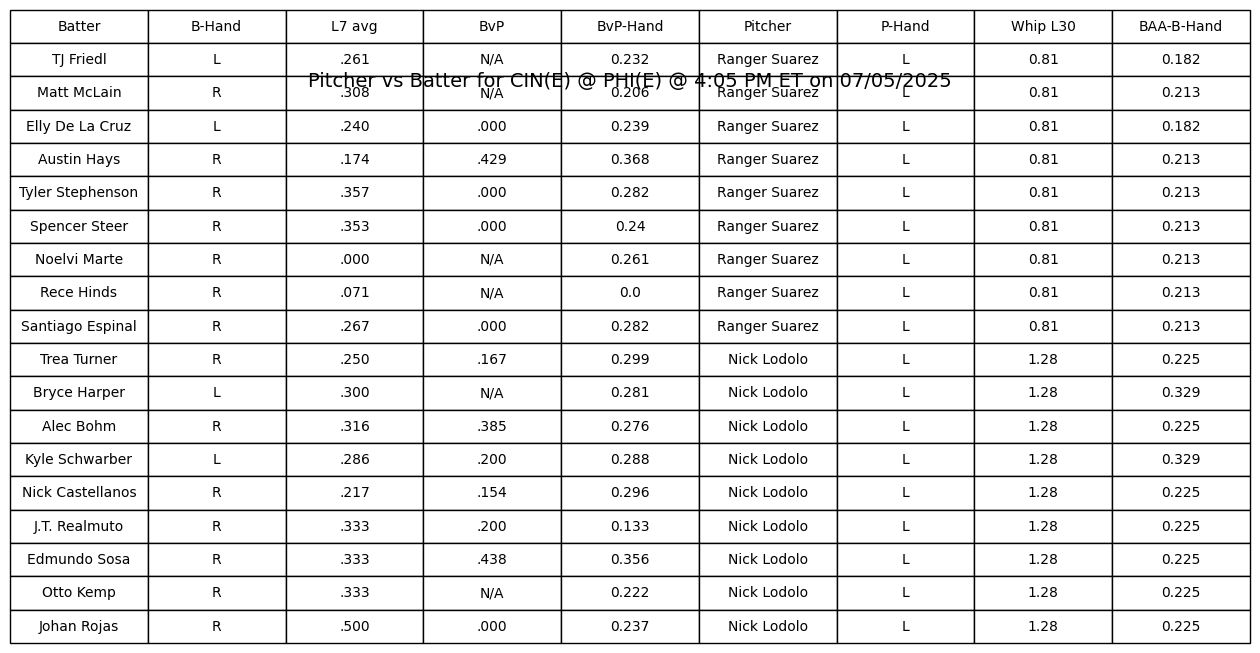 Batter B-Hand L7 avg BvP BvP-Hand Pitcher P-Hand Whip L30 BAA-B-Hand
TJ Friedl L .261 N/A 0.232 Ranger Suarez L 0.81 0.182
Pitcher vs Batter for CIN(E) @ PHI(E) @ 4:05 PM ET on 07/05/2025
Matt McLain R .308 N/A 0.206 Ranger Suarez L 0.81 0.213
Elly De La Cruz L .240 .000 0.239 Ranger Suarez L 0.81 0.182
Austin Hays R .174 .429 0.368 Ranger Suarez L 0.81 0.213
Tyler Stephenson R .357 .000 0.282 Ranger Suarez L 0.81 0.213
Spencer Steer R .353 .000 0.24 Ranger Suarez L 0.81 0.213
Noelvi Marte R .000 N/A 0.261 Ranger Suarez L 0.81 0.213
Rece Hinds R .071 N/A 0.0 Ranger Suarez L 0.81 0.213
Santiago Espinal R .267 .000 0.282 Ranger Suarez L 0.81 0.213
Trea Turner R .250 .167 0.299 Nick Lodolo L 1.28 0.225
Bryce Harper L .300 N/A 0.281 Nick Lodolo L 1.28 0.329
Alec Bohm R .316 .385 0.276 Nick Lodolo L 1.28 0.225
Kyle Schwarber L .286 .200 0.288 Nick Lodolo L 1.28 0.329
Nick Castellanos R .217 .154 0.296 Nick Lodolo L 1.28 0.225
J.T. Realmuto R .333 .200 0.133 Nick Lodolo L 1.28 0.225
Edmundo Sosa R .333 .438 0.356 Nick Lodolo L 1.28 0.225
Otto Kemp R .333 N/A 0.222 Nick Lodolo L 1.28 0.225
Johan Rojas R .500 .000 0.237 Nick Lodolo L 1.28 0.225